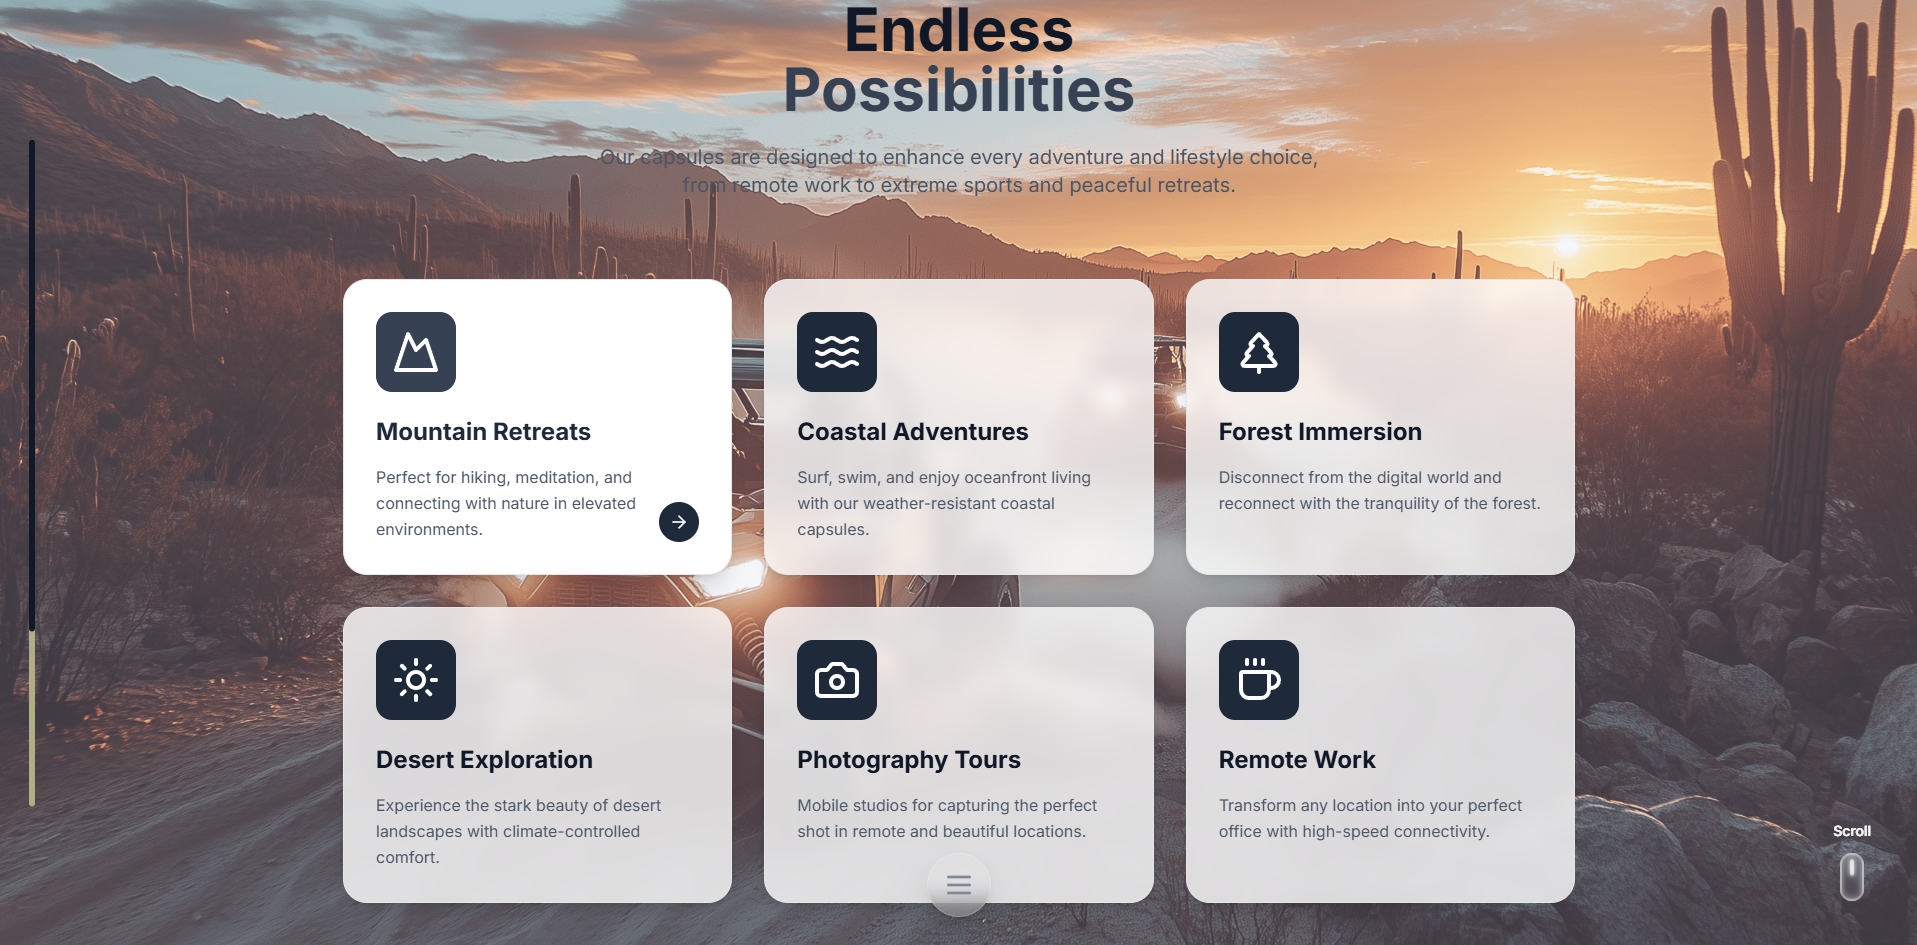 Endless
Possibilities
Our capsules are designed to enhance every adventure and lifestyle choice,
from remote work to extreme sports and peaceful retreats.
Mountain Retreats
Perfect for hiking, meditation, and
connecting with nature in elevated
environments.
Coastal Adventures
Surf, swim, and enjoy oceanfront living
with our weather-resistant coastal
capsules.
Forest Immersion
Disconnect from the digital world and
reconnect with the tranquility of the forest.
Desert Exploration
Experience the stark beauty of desert
landscapes with climate-controlled
comfort.
Photography Tours
Mobile studios for capturing the perfect
shot in remote and beautiful locations.
Remote Work
Transform any location into your perfect
office with high-speed connectivity.
Scroll